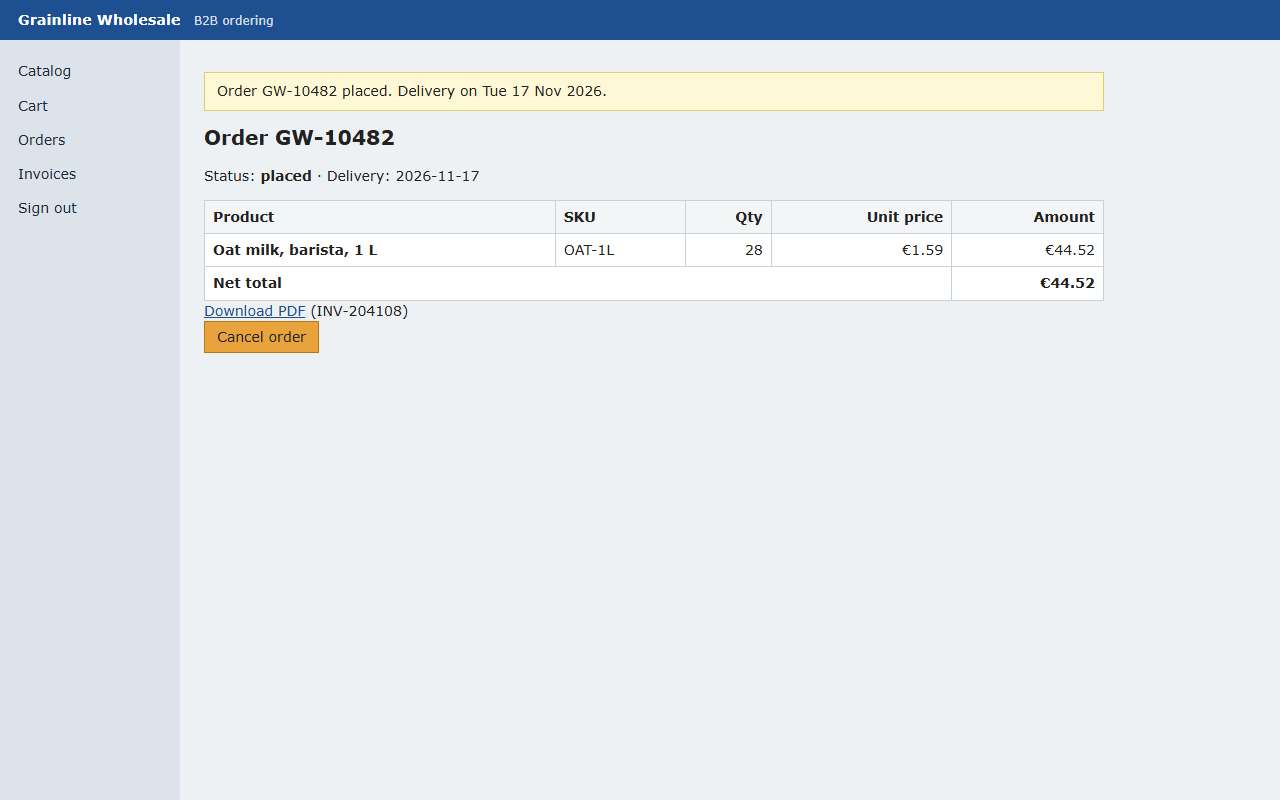 Grainline Wholesale B2B ordering
Catalog
Cart
Orders
Invoices
Sign out
Order GW-10482 placed. Delivery on Tue 17 Nov 2026.
Order GW-10482
Status: placed · Delivery: 2026-11-17
Product SKU Qty Unit price Amount
Oat milk, barista, 1 L OAT-1L 28 €1.59 €44.52
Net total €44.52
Download PDF (INV-204108)
Cancel order